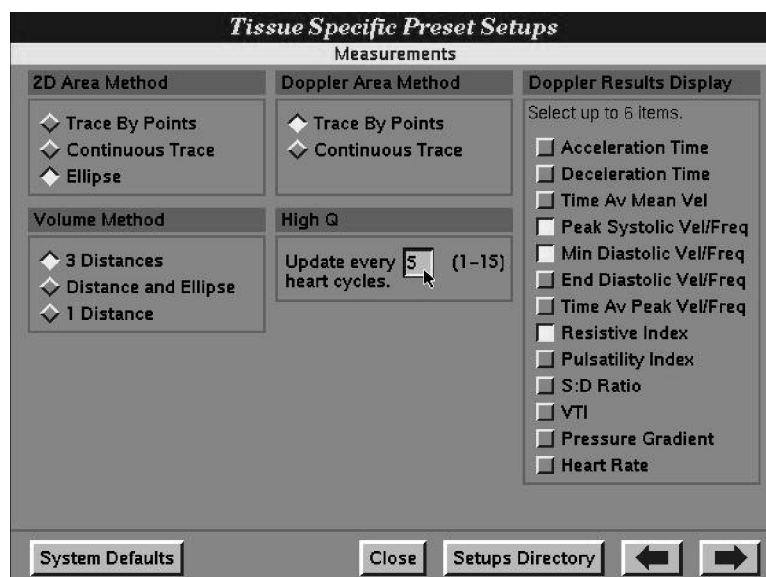 Tissue Specific Preset Setups
Measurements
2D Area Method
Trace By Points
Continuous Trace
Ellipse
Volume Method
3 Distances
Distance and Ellipse
1 Distance
Doppler Area Method
Trace By Points
Continuous Trace
High Q
Update every 5 (1-15)
heart cycles.
Doppler Results Display
Select up to 6 items.
Acceleration Time
Deceleration Time
Time Av Mean Vel
Peak Systolic Vel/Freq
Min Diastolic Vel/Freq
End Diastolic Vel/Freq
Time Av Peak Vel/Freq
Resistive Index
Pulsatility Index
S:D Ratio
VTI
Pressure Gradient
Heart Rate
System Defaults
Close
Setups Directory